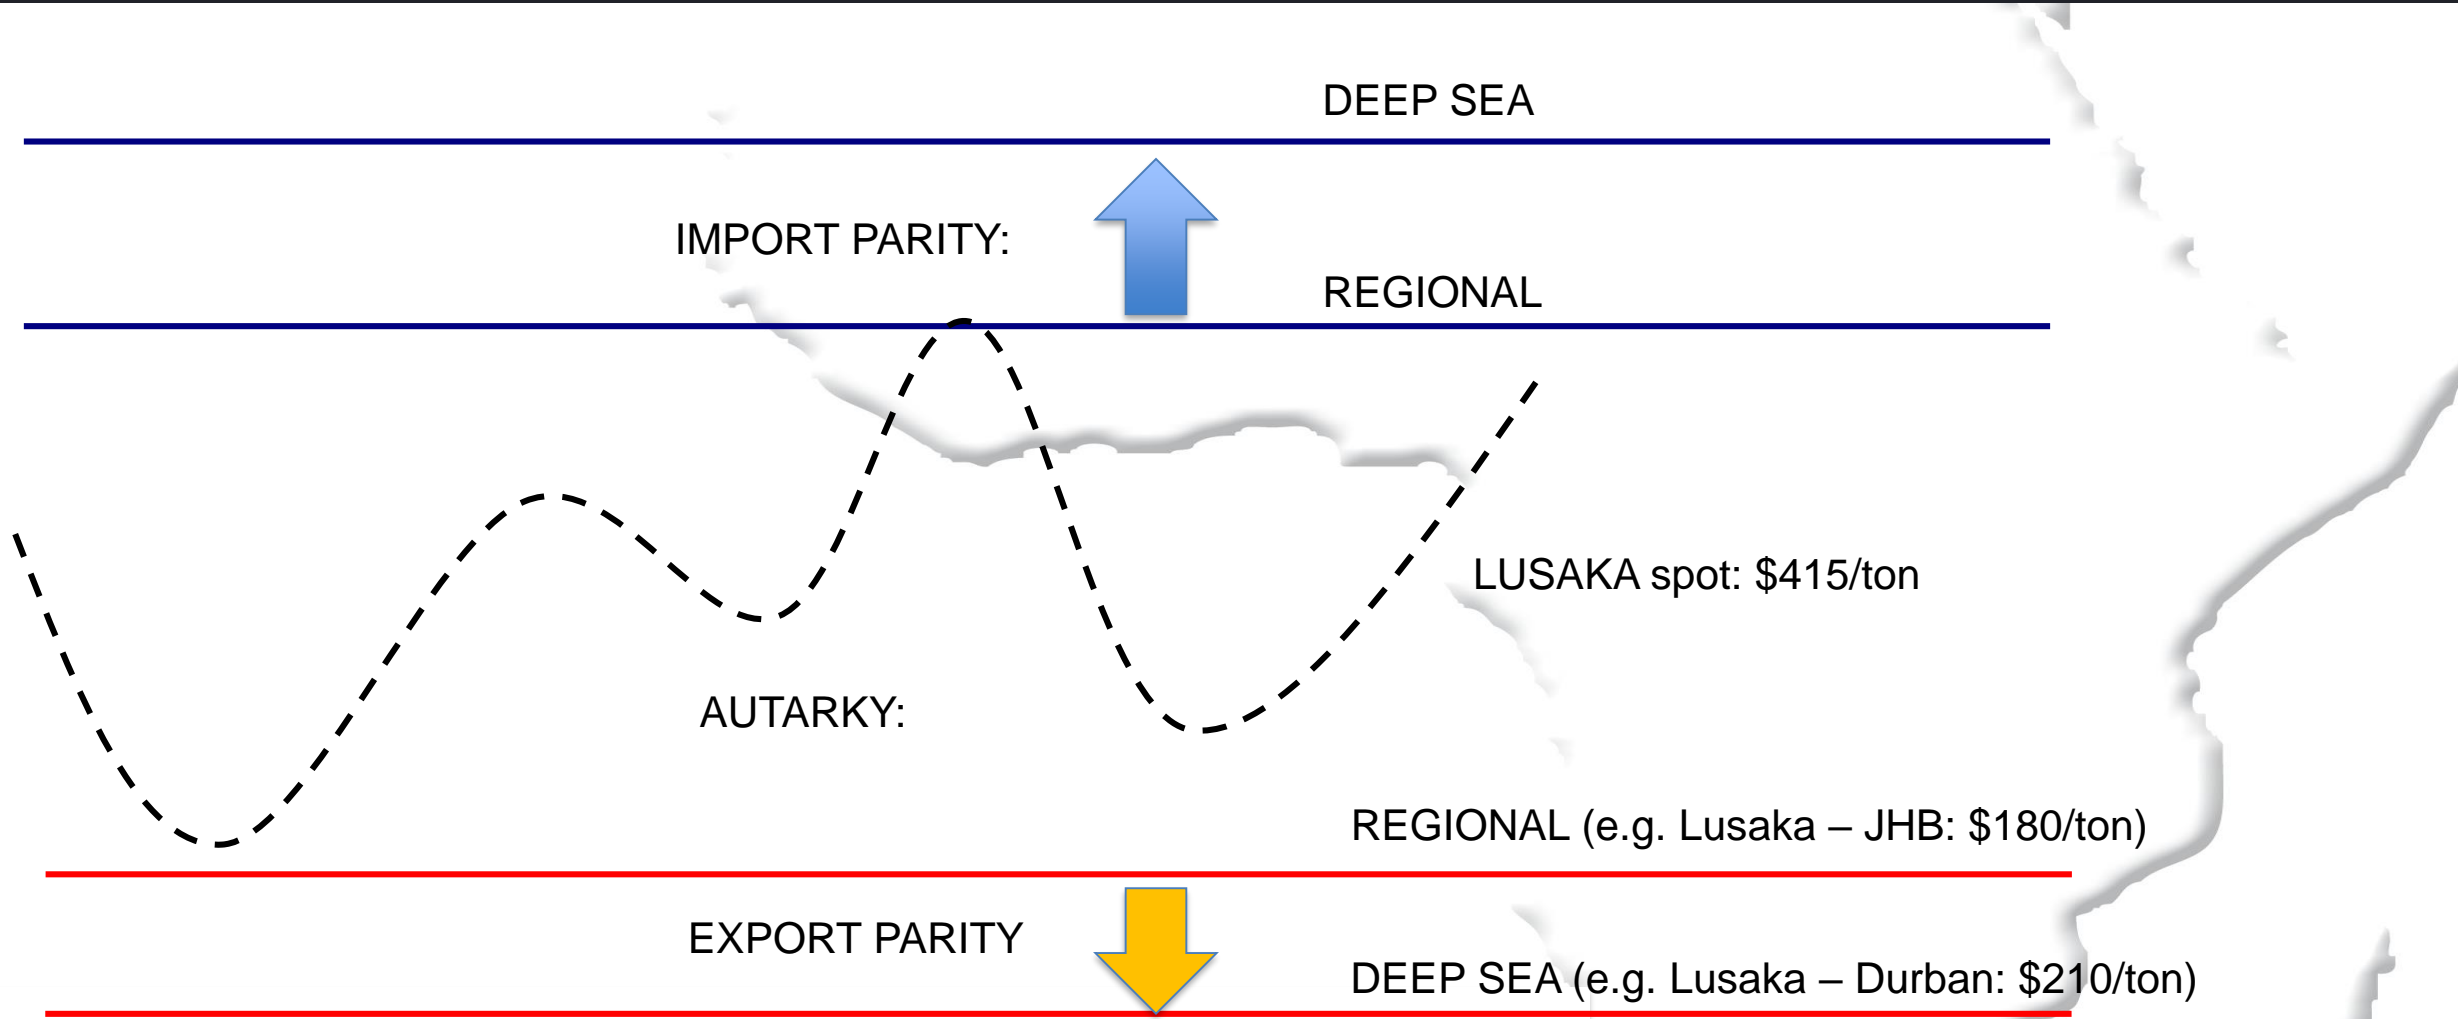 DEEP SEA
IMPORT PARITY:
REGIONAL
LUSAKA spot: $415/ton
AUTARKY:
REGIONAL (e.g. Lusaka – JHB: $180/ton)
EXPORT PARITY
DEEP SEA (e.g. Lusaka – Durban: $210/ton)